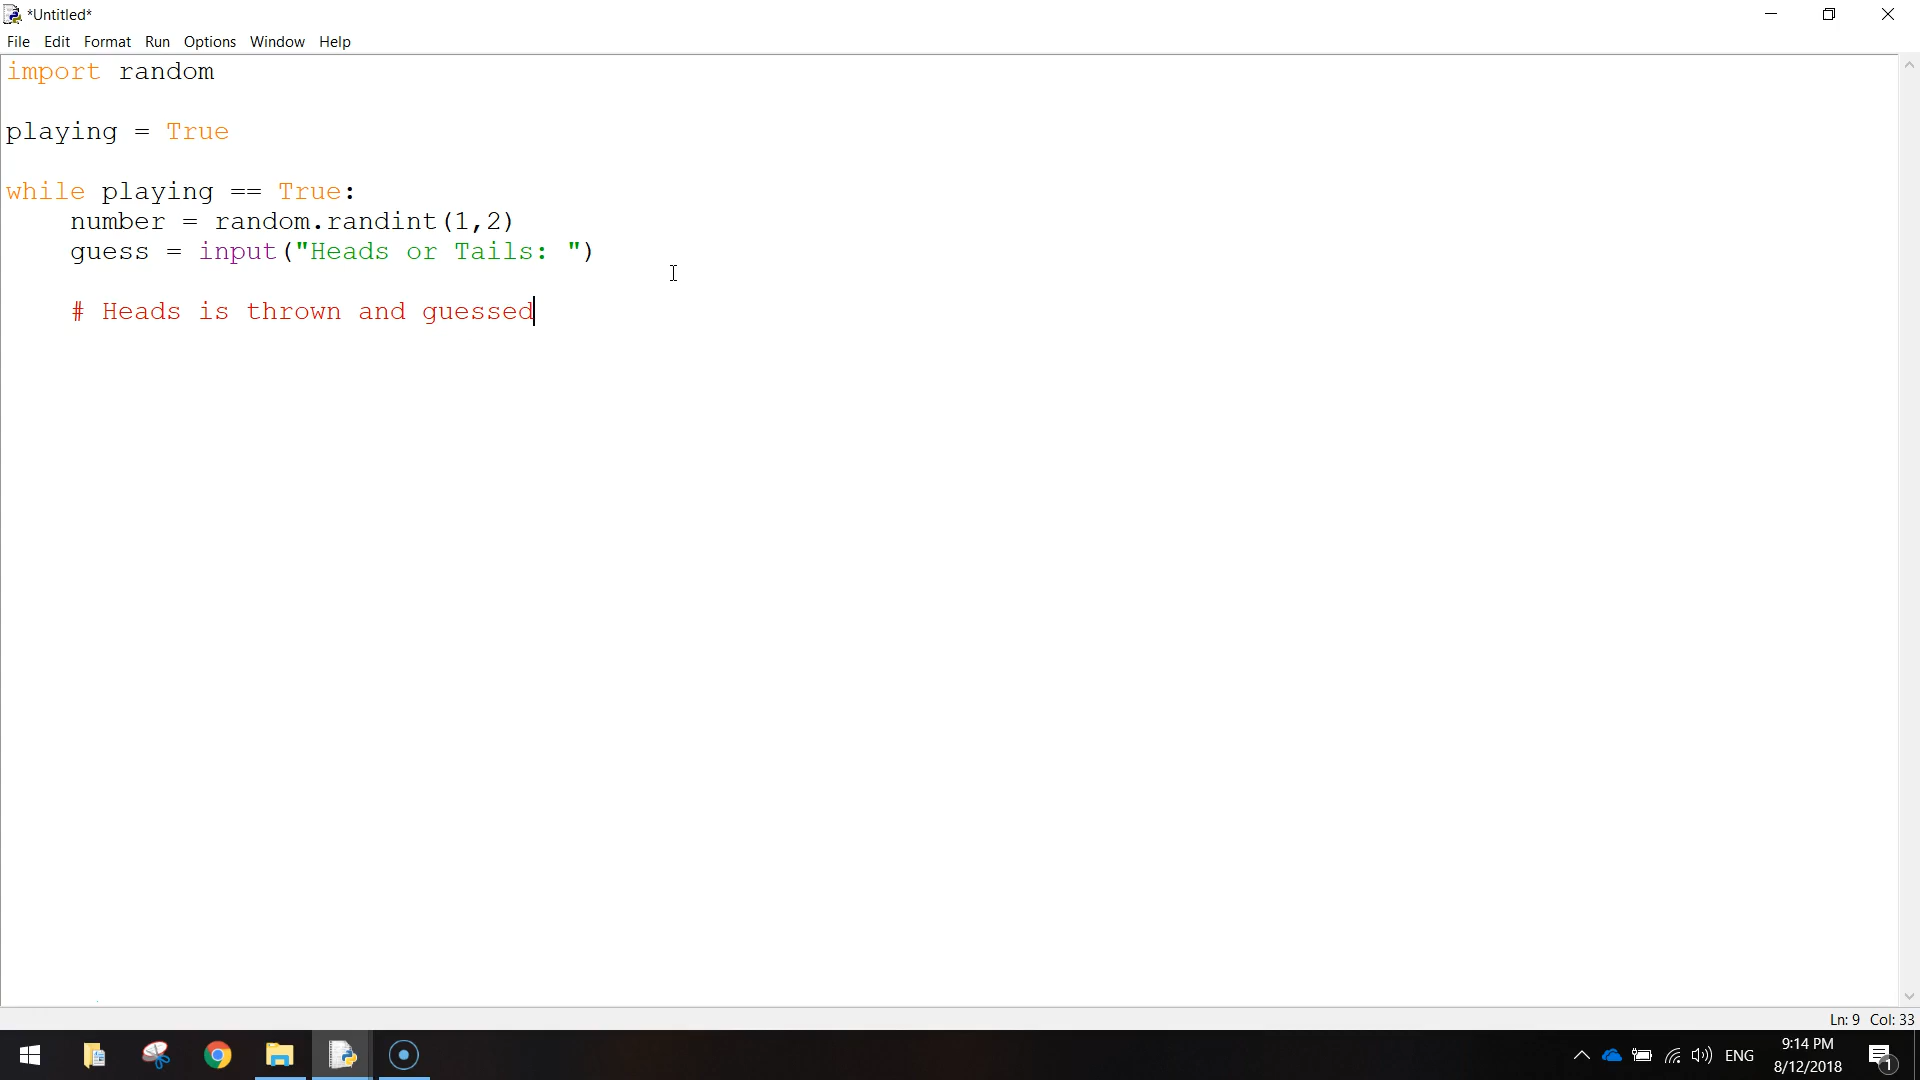 *Untitled*
File Edit Format Run Options Window Help
import random
playing = True
while playing == True:
number = random.randint(1,2)
guess = input("Heads or Tails: ")
# Heads is thrown and guessed
Ln: 9 Col: 33
ENG
9:14 PM
8/12/2018
1